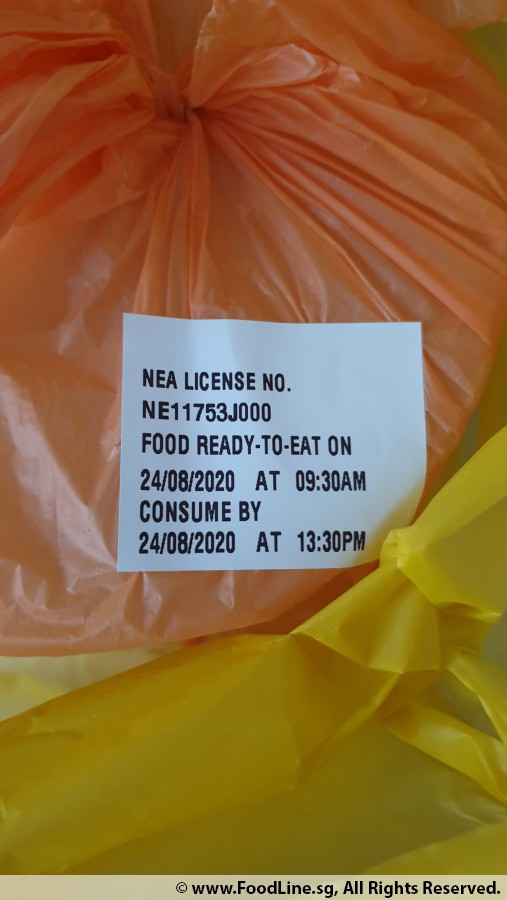 NEA LICENSE NO.
NE11753J000
FOOD READY-TO-EAT ON
24/08/2020 AT 09:30AM
CONSUME BY
24/08/2020 AT 13:30PM
© www.FoodLine.sg, All Rights Reserved.